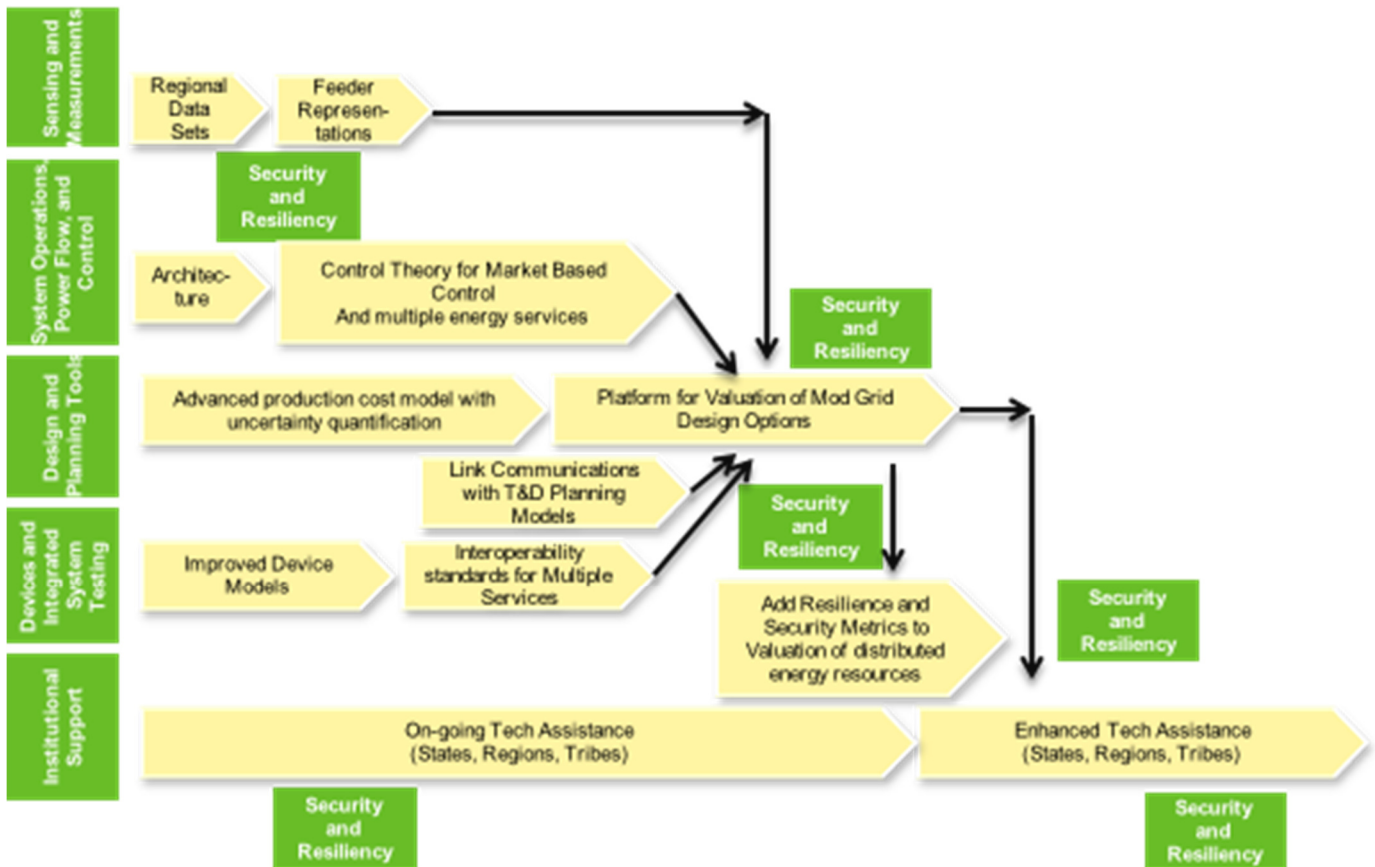 Sensing and
Measurements
Regional
Data
Sets
Feeder
Represen-
tations
Security
and
Resiliency
System Operations,
Power Flow, and
Control
Architec-
ture
Control Theory for Market Based
Control
And multiple energy services
Security
and
Resiliency
Design and
Planning Tools
Advanced production cost model with
uncertainty quantification
Platform for Valuation of Mod Grid
Design Options
Link Communications
with T&D Planning
Models
Security
and
Resiliency
Devices and
Integrated
System
Testing
Improved Device
Models
Interoperability
standards for Multiple
Services
Add Resilience and
Security Metrics to
Valuation of distributed
energy resources
Security
and
Resiliency
Institutional
Support
On-going Tech Assistance
(States, Regions, Tribes)
Enhanced Tech Assistance
(States, Regions, Tribes)
Security
and
Resiliency
Security
and
Resiliency